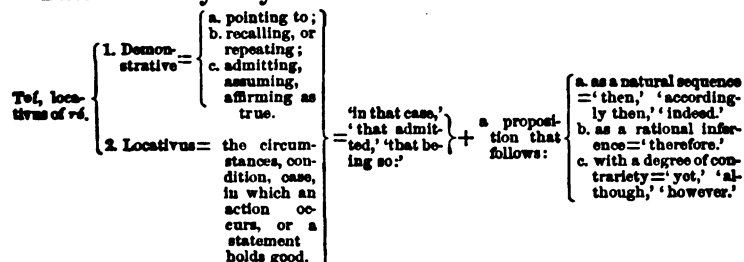 Τοί, loca-
tivus of τό.
1. Demon-
strative =
a. pointing to;
b. recalling, or
repeating;
c. admitting,
assuming,
affirming as
true.
2. Locativus =
the circum-
stances, con-
dition, case,
in which an
action oc-
curs, or a
statement
holds good.
= 'in that case,'
'that admit-
ted,' 'that be-
ing so:'
+ a proposi-
tion that
follows:
a. as a natural sequence
= 'then,' 'according-
ly then,' 'indeed.'
b. as a rational infer-
ence = 'therefore.'
c. with a degree of con-
trariety = 'yet,' 'al-
though,' 'however.'